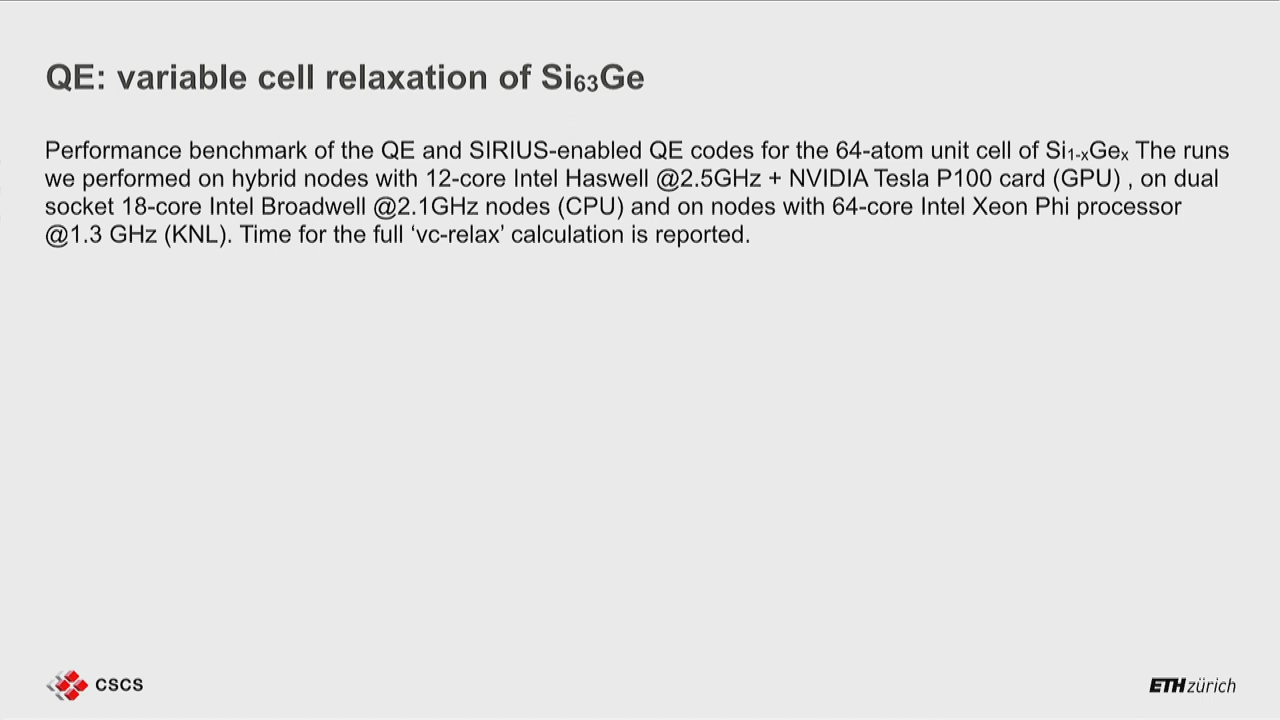 QE: variable cell relaxation of Si₆₃Ge
Performance benchmark of the QE and SIRIUS-enabled QE codes for the 64-atom unit cell of Si₁₋ₓGeₓ The runs
we performed on hybrid nodes with 12-core Intel Haswell @2.5GHz + NVIDIA Tesla P100 card (GPU) , on dual
socket 18-core Intel Broadwell @2.1GHz nodes (CPU) and on nodes with 64-core Intel Xeon Phi processor
@1.3 GHz (KNL). Time for the full ‘vc-relax’ calculation is reported.
CSCS
ETH zürich